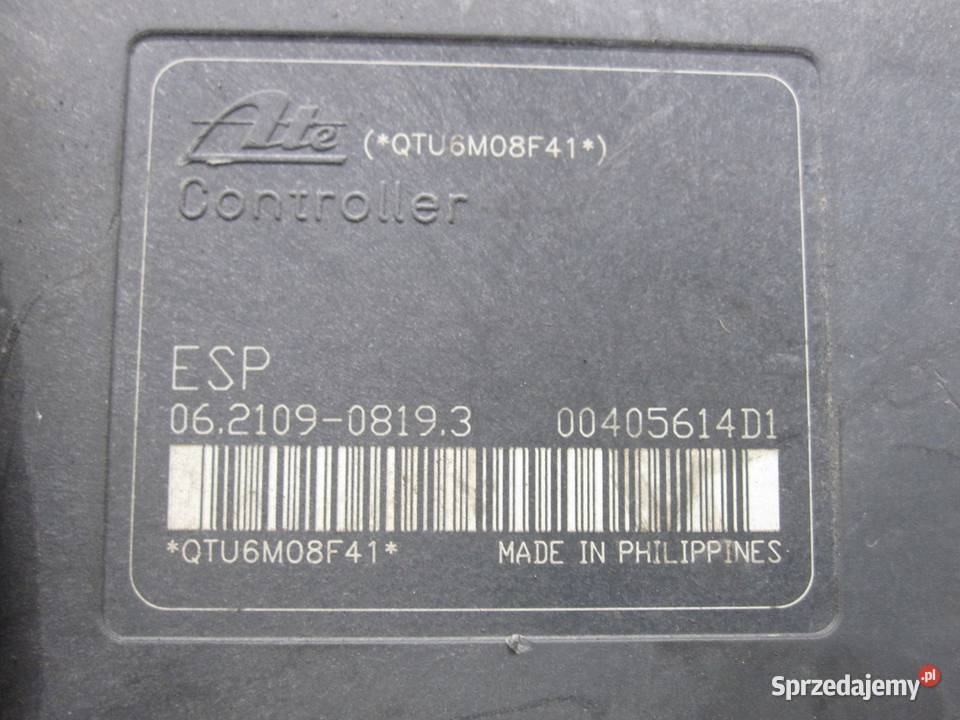 Ate (*QTU6M08F41*)
Controller
ESP
06.2109-0819.3 00405614D1
*QTU6M08F41* MADE IN PHILIPPINES
Sprzedajemy.pl